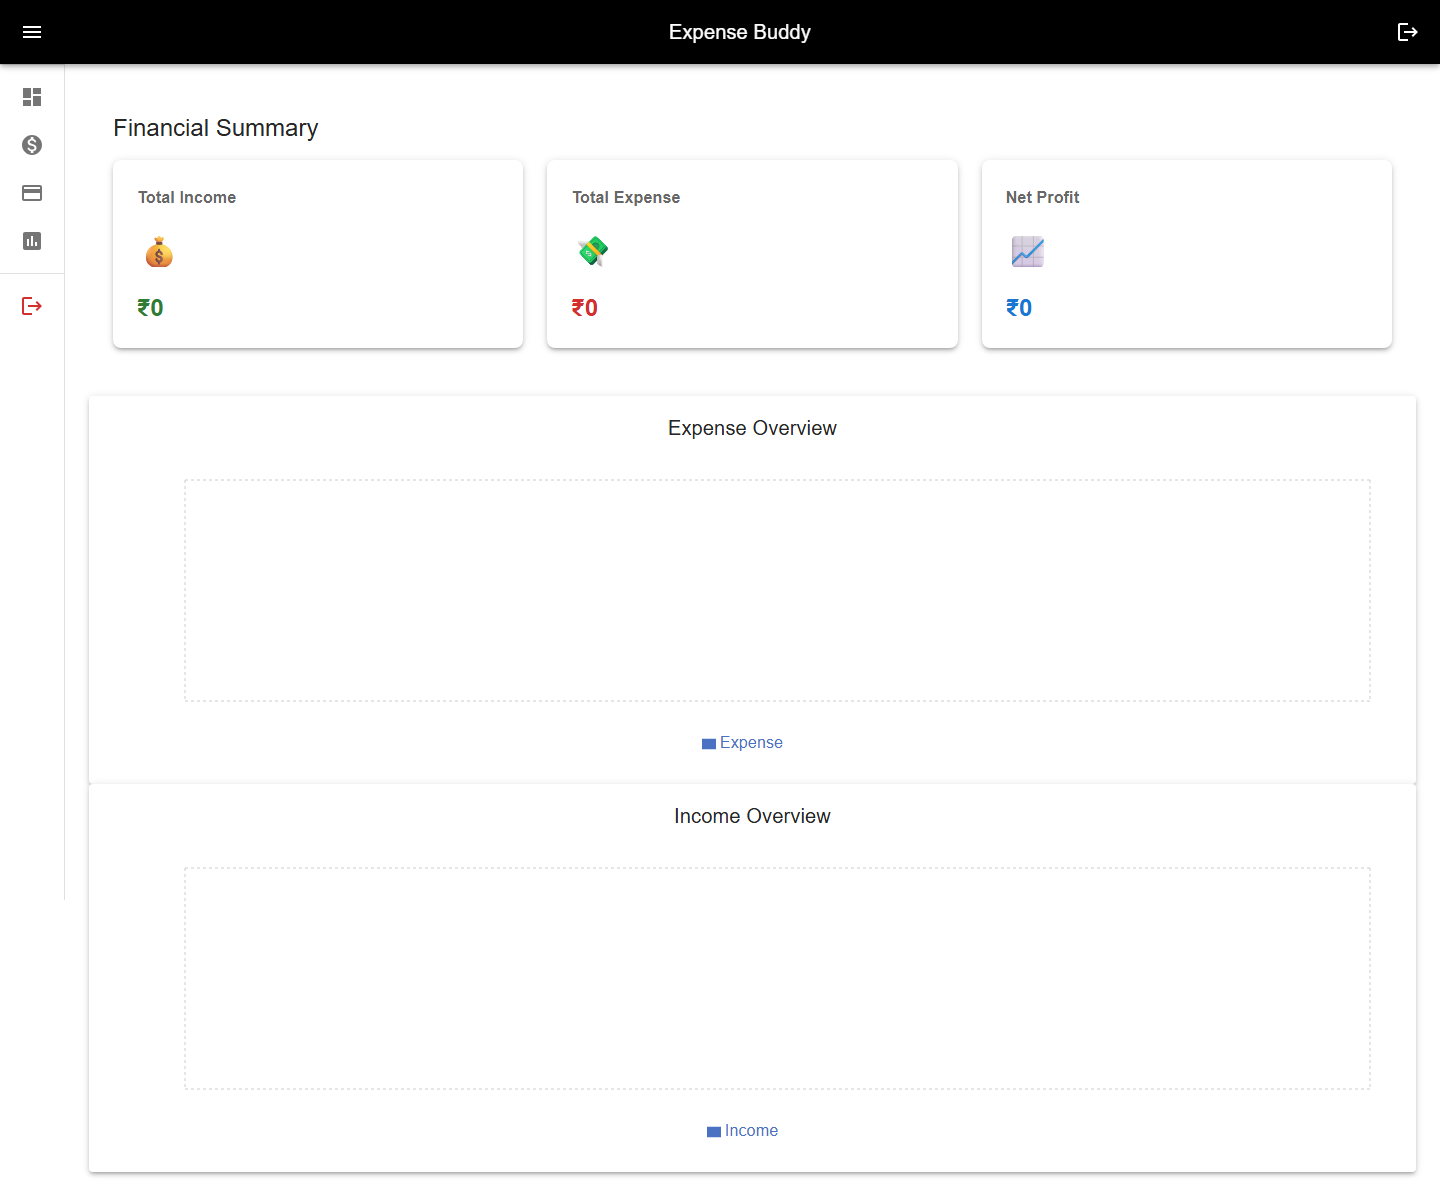 Expense Buddy
Financial Summary
Total Income
₹0
Total Expense
₹0
Net Profit
₹0
Expense Overview
Expense
Income Overview
Income